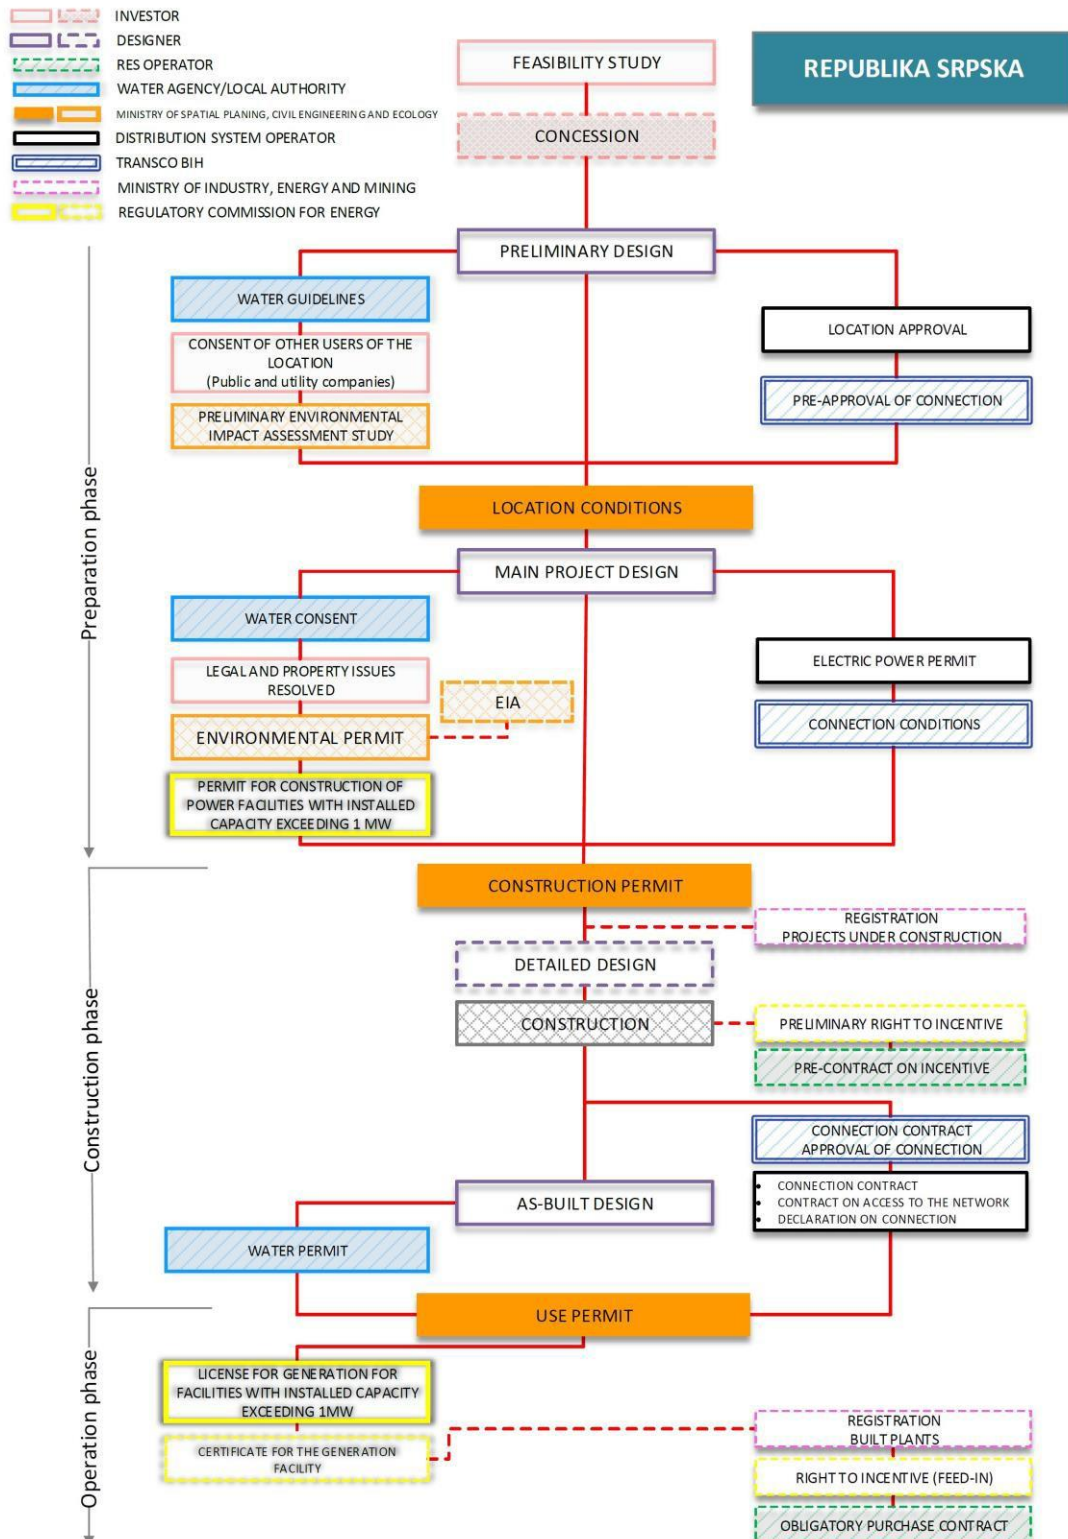 INVESTOR
DESIGNER
RES OPERATOR
WATER AGENCY/LOCAL AUTHORITY
MINISTRY OF SPATIAL PLANING, CIVIL ENGINEERING AND ECOLOGY
DISTRIBUTION SYSTEM OPERATOR
TRANSCO BIH
MINISTRY OF INDUSTRY, ENERGY AND MINING
REGULATORY COMMISSION FOR ENERGY
REPUBLIKA SRPSKA
FEASIBILITY STUDY
CONCESSION
Preparation phase
PRELIMINARY DESIGN
WATER GUIDELINES
CONSENT OF OTHER USERS OF THE
LOCATION
(Public and utility companies)
PRELIMINARY ENVIRONMENTAL
IMPACT ASSESSMENT STUDY
LOCATION APPROVAL
PRE-APPROVAL OF CONNECTION
LOCATION CONDITIONS
MAIN PROJECT DESIGN
WATER CONSENT
LEGAL AND PROPERTY ISSUES
RESOLVED
ENVIRONMENTAL PERMIT
EIA
PERMIT FOR CONSTRUCTION OF
POWER FACILITIES WITH INSTALLED
CAPACITY EXCEEDING 1 MW
ELECTRIC POWER PERMIT
CONNECTION CONDITIONS
Construction phase
CONSTRUCTION PERMIT
REGISTRATION
PROJECTS UNDER CONSTRUCTION
DETAILED DESIGN
CONSTRUCTION
PRELIMINARY RIGHT TO INCENTIVE
PRE-CONTRACT ON INCENTIVE
CONNECTION CONTRACT
APPROVAL OF CONNECTION
• CONNECTION CONTRACT
• CONTRACT ON ACCESS TO THE NETWORK
• DECLARATION ON CONNECTION
AS-BUILT DESIGN
WATER PERMIT
Operation phase
USE PERMIT
LICENSE FOR GENERATION FOR
FACILITIES WITH INSTALLED CAPACITY
EXCEEDING 1MW
CERTIFICATE FOR THE GENERATION
FACILITY
REGISTRATION
BUILT PLANTS
RIGHT TO INCENTIVE (FEED-IN)
OBLIGATORY PURCHASE CONTRACT